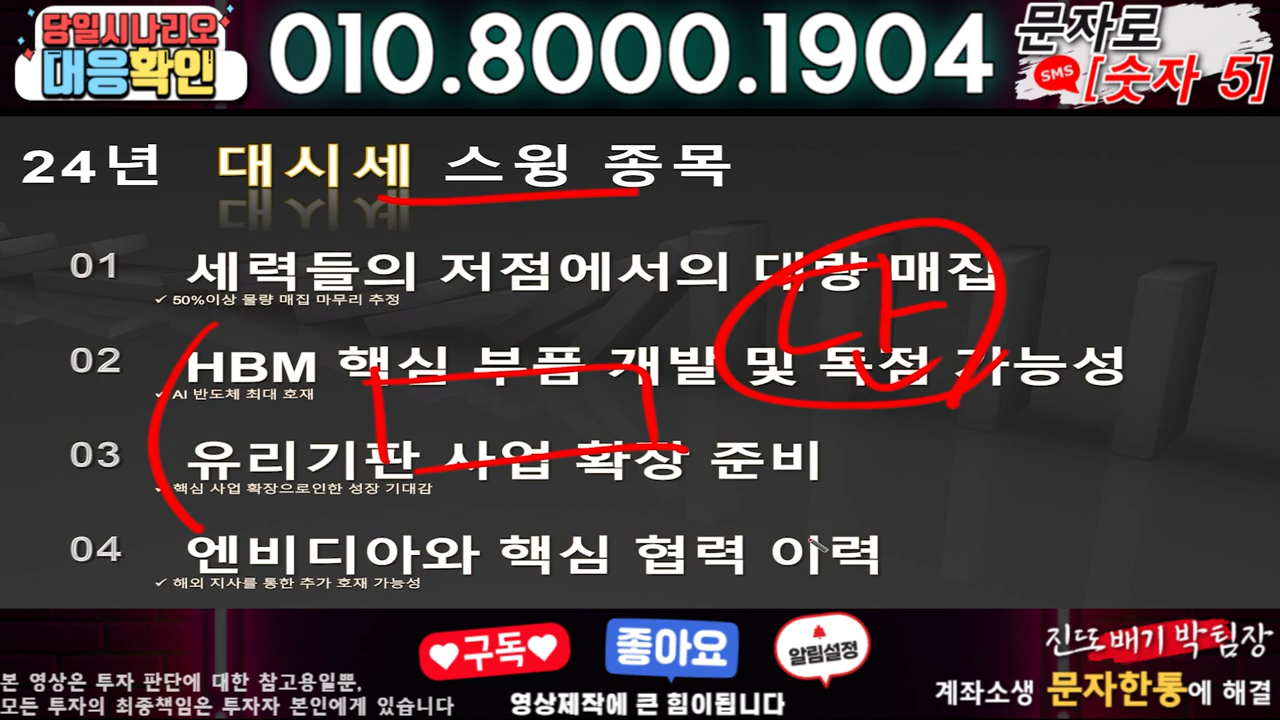 당일시나리오
대응확인
010.8000.1904
문자로
SMS
[숫자 5]
24년 대시세 스윙 종목
01 세력들의 저점에서의 대량 매집
✓ 50%이상 물량 매집 마무리 추정
02 HBM 핵심 부품 개발 및 독점 가능성
✓ AI 반도체 최대 호재
03 유리기판 사업 확장 준비
✓ 핵심 사업 확장으로인한 성장 기대감
04 엔비디아와 핵심 협력 이력
✓ 해외 지사를 통한 추가 호재 가능성
구독
좋아요
알림설정
영상제작에 큰 힘이됩니다
본 영상은 투자 판단에 대한 참고용일뿐,
모든 투자의 최종책임은 투자자 본인에게 있습니다
진또배기 박팀장
계좌소생 문자한통에 해결